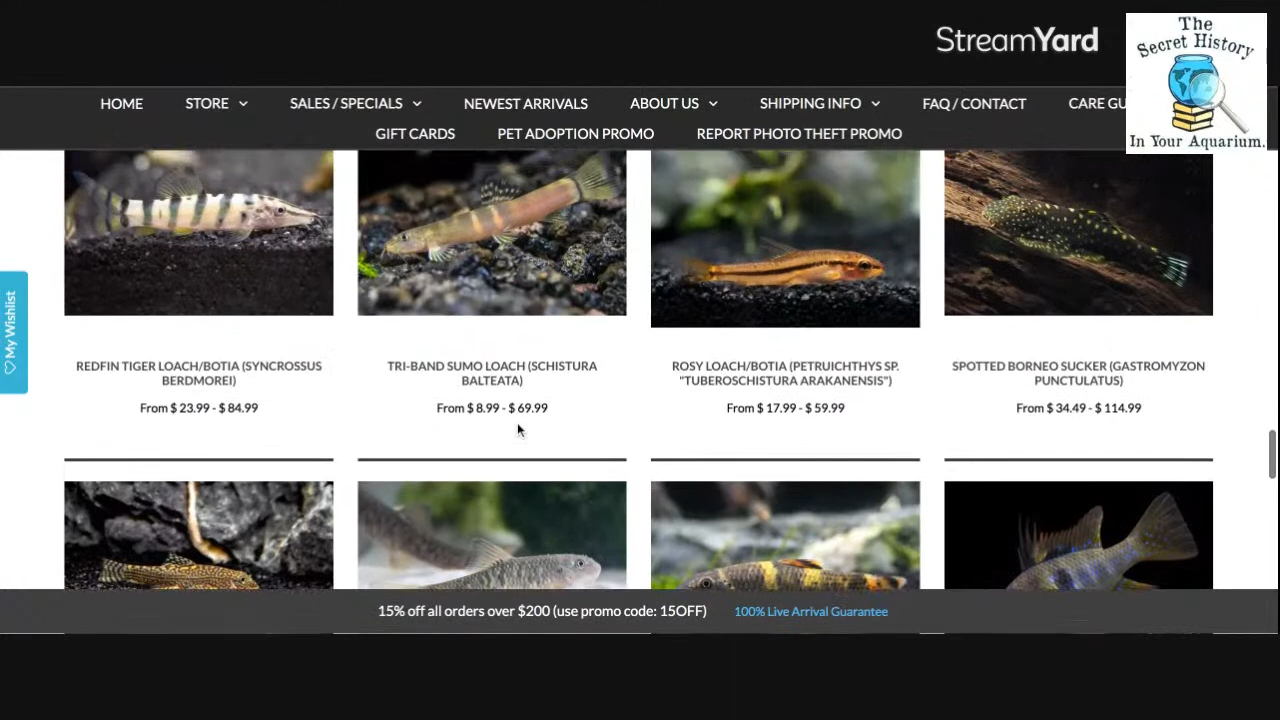 StreamYard
The
Secret History
In Your Aquarium.
HOME STORE SALES / SPECIALS NEWEST ARRIVALS ABOUT US SHIPPING INFO FAQ / CONTACT CARE GU
GIFT CARDS PET ADOPTION PROMO REPORT PHOTO THEFT PROMO
My Wishlist
REDFIN TIGER LOACH/BOTIA (SYNCROSSUS
BERDMOREI)
From $ 23.99 - $ 84.99
TRI-BAND SUMO LOACH (SCHISTURA
BALTEATA)
From $ 8.99 - $ 69.99
ROSY LOACH/BOTIA (PETRUICHTHYS SP.
"TUBEROSCHISTURA ARAKANENSIS")
From $ 17.99 - $ 59.99
SPOTTED BORNEO SUCKER (GASTROMYZON
PUNCTULATUS)
From $ 34.49 - $ 114.99
15% off all orders over $200 (use promo code: 15OFF) 100% Live Arrival Guarantee